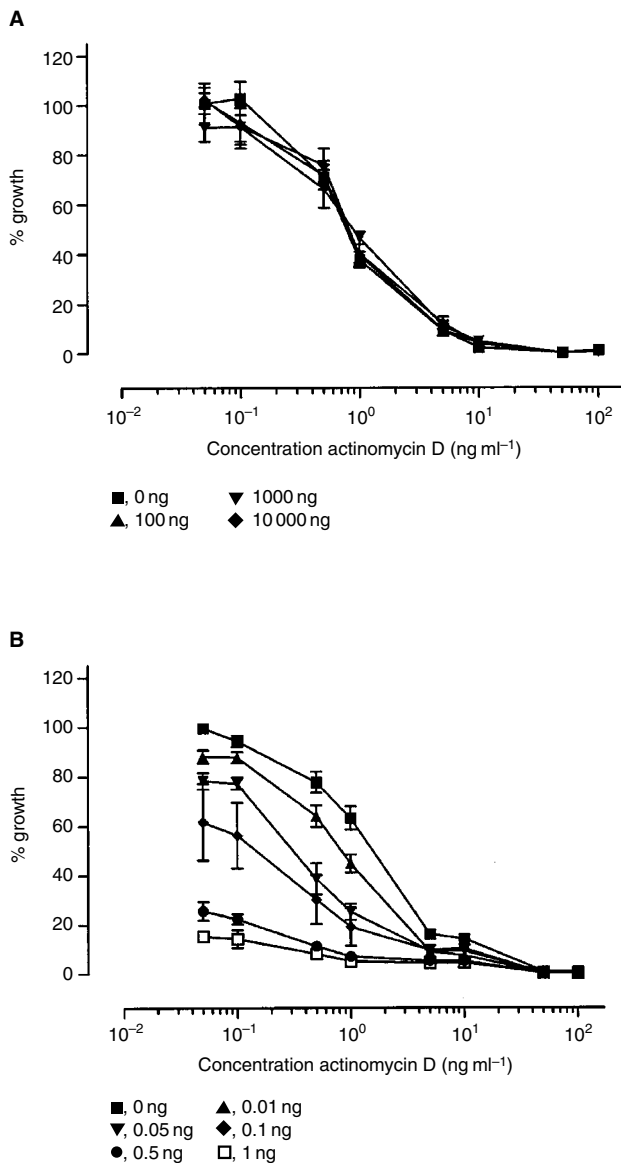 A
120
100
80
60
40
20
0
% growth
10⁻² 10⁻¹ 10⁰ 10¹ 10²
Concentration actinomycin D (ng ml⁻¹)
■, 0 ng ▼ 1000 ng
▲, 100 ng ◆ 10 000 ng
B
120
100
80
60
40
20
0
% growth
10⁻² 10⁻¹ 10⁰ 10¹ 10²
Concentration actinomycin D (ng ml⁻¹)
■, 0 ng ▲, 0.01 ng
▼, 0.05 ng ◆, 0.1 ng
●, 0.5 ng □, 1 ng